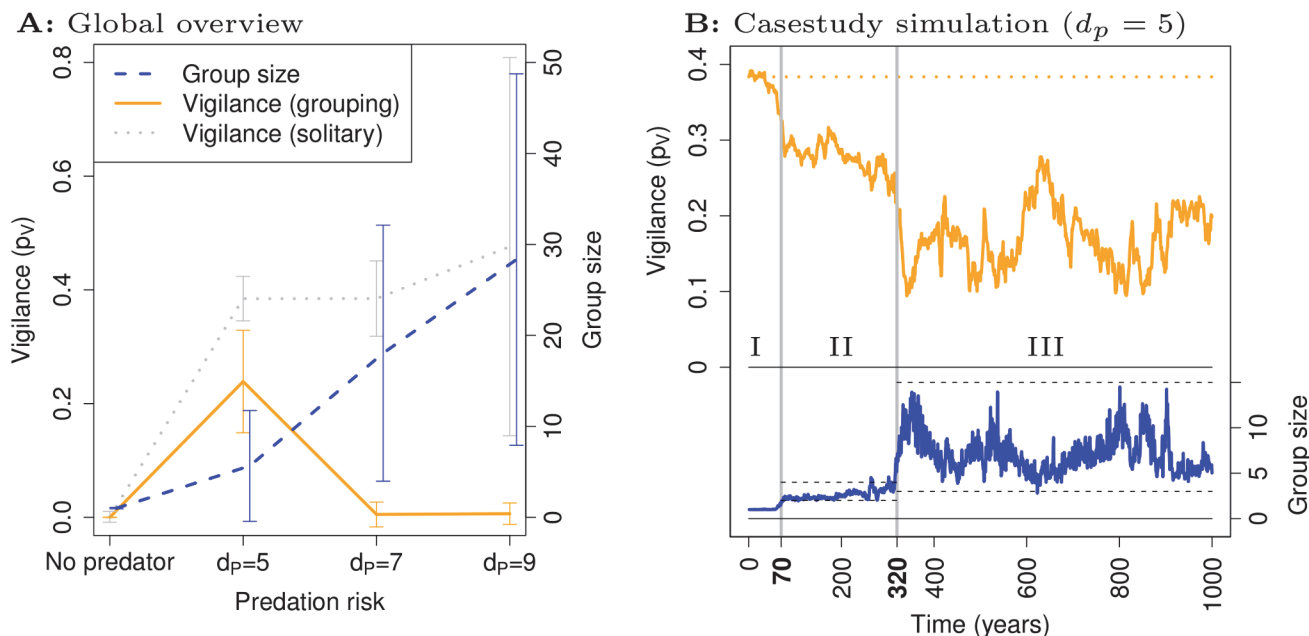 A: Global overview
Group size
Vigilance (grouping)
Vigilance (solitary)
Vigilance (pv)
0.0
0.2
0.4
0.6
0.8
Group size
0
10
20
30
40
50
No predator
dP=5
dP=7
dP=9
Predation risk
B: Casestudy simulation (dp = 5)
Vigilance (pv)
0.4
0.3
0.2
0.1
0
I
II
III
Group size
10
5
0
0
70
200
320
400
600
800
1000
Time (years)